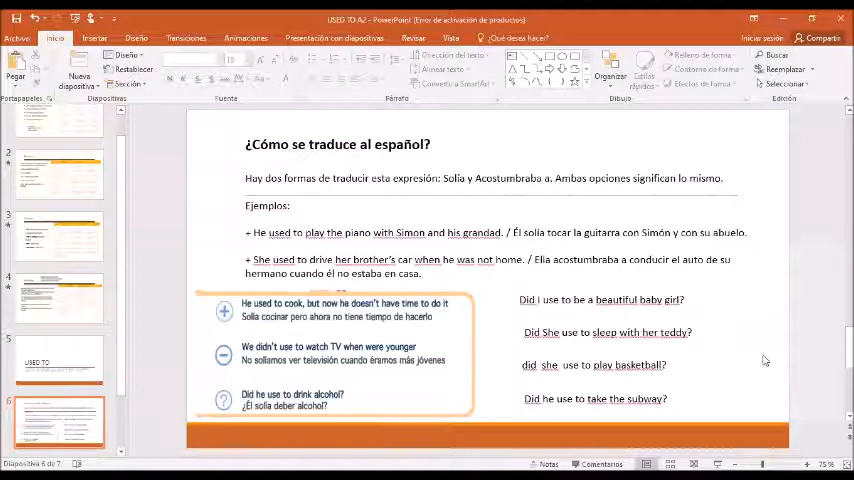 USED TO A2 - PowerPoint (Error de activación de productos)
Archivo Inicio Insertar Diseño Transiciones Animaciones Presentación con diapositivas Revisar Vista ¿Qué desea hacer? Iniciar sesión Compartir
Pegar
Nueva diapositiva
Diseño
Restablecer
Sección
18
N K S
Dirección del texto
Alinear texto
Convertir a SmartArt
Organizar
Estilos rápidos
Relleno de forma
Contorno de forma
Efectos de forma
Buscar
Reemplazar
Seleccionar
Portapapeles Diapositivas Fuente Párrafo Dibujo Edición
2
3
4
5
USED TO
6
¿Cómo se traduce al español?
Hay dos formas de traducir esta expresión: Solía y Acostumbraba a. Ambas opciones significan lo mismo.
Ejemplos:
+ He used to play the piano with Simon and his grandad. / Él solía tocar la guitarra con Simón y con su abuelo.
+ She used to drive her brother's car when he was not home. / Ella acostumbraba a conducir el auto de su
hermano cuando él no estaba en casa.
He used to cook, but now he doesn't have time to do it
Solía cocinar pero ahora no tiene tiempo de hacerlo
We didn't use to watch TV when were younger
No solíamos ver televisión cuando éramos más jóvenes
Did he use to drink alcohol?
¿Él solía deber alcohol?
Did I use to be a beautiful baby girl?
Did She use to sleep with her teddy?
did she use to play basketball?
Did he use to take the subway?
Diapositiva 6 de 7 Notas Comentarios 75 %